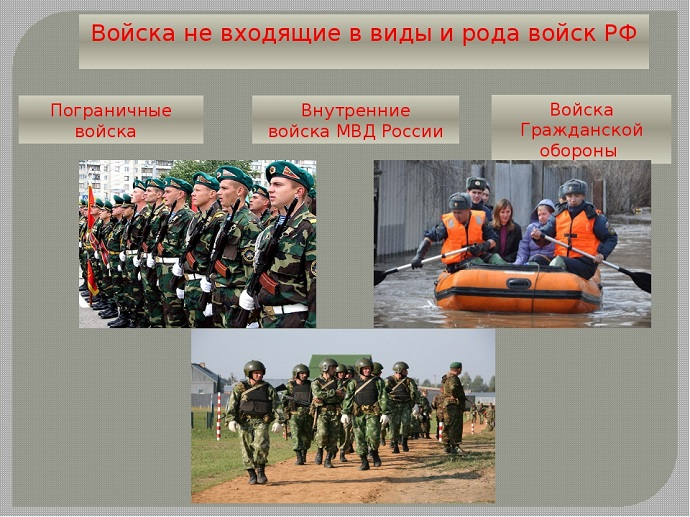 Войска не входящие в виды и рода войск РФ
Пограничные
войска
Внутренние
войска МВД России
Войска
Гражданской
обороны